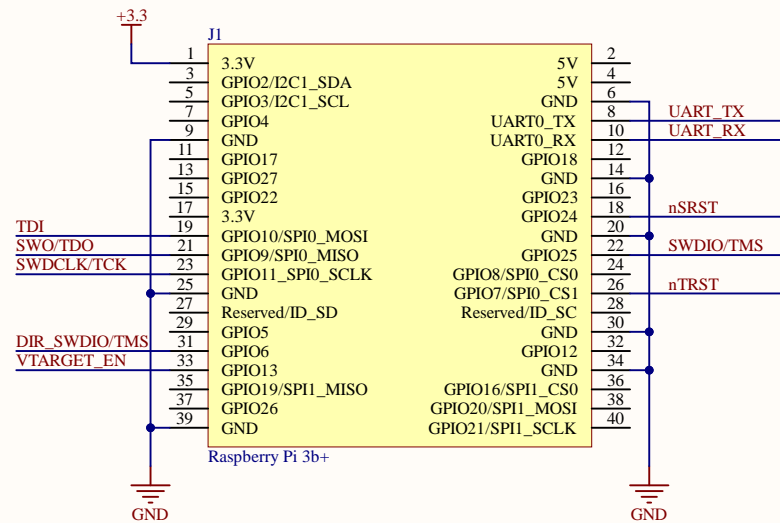 +3.3
J1
1 3.3V 5V 2
3 GPIO2/I2C1_SDA 5V 4
5 GPIO3/I2C1_SCL GND 6
7 GPIO4 UART0_TX 8 UART_TX
9 GND UART0_RX 10 UART_RX
11 GPIO17 GPIO18 12
13 GPIO27 GND 14
15 GPIO22 GPIO23 16
17 3.3V GPIO24 18 nSRST
TDI 19 GPIO10/SPI0_MOSI GND 20
SWO/TDO 21 GPIO9/SPI0_MISO GPIO25 22 SWDIO/TMS
SWDCLK/TCK 23 GPIO11_SPI0_SCLK GPIO8/SPI0_CS0 24
25 GND GPIO7/SPI0_CS1 26 nTRST
27 Reserved/ID_SD Reserved/ID_SC 28
29 GPIO5 GND 30
DIR_SWDIO/TMS 31 GPIO6 GPIO12 32
VTARGET_EN 33 GPIO13 GND 34
35 GPIO19/SPI1_MISO GPIO16/SPI1_CS0 36
37 GPIO26 GPIO20/SPI1_MOSI 38
39 GND GPIO21/SPI1_SCLK 40
Raspberry Pi 3b+
GND GND